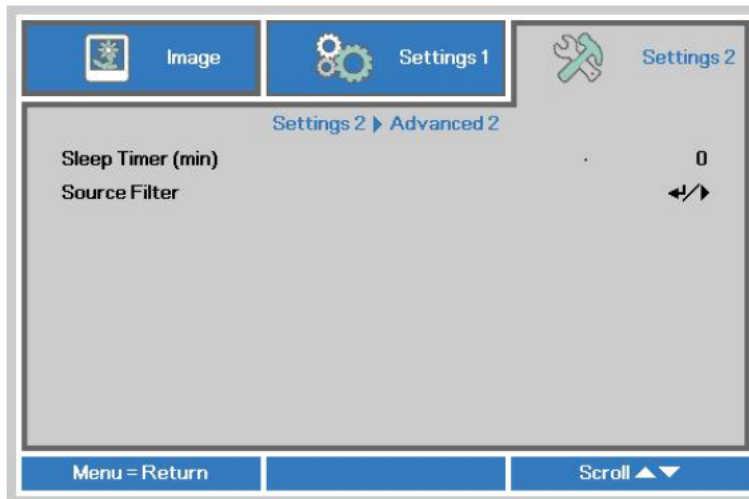 Image
Settings 1
Settings 2
Settings 2 ▶ Advanced 2
Sleep Timer (min) 0
Source Filter ↵/▶
Menu = Return
Scroll ▲▼